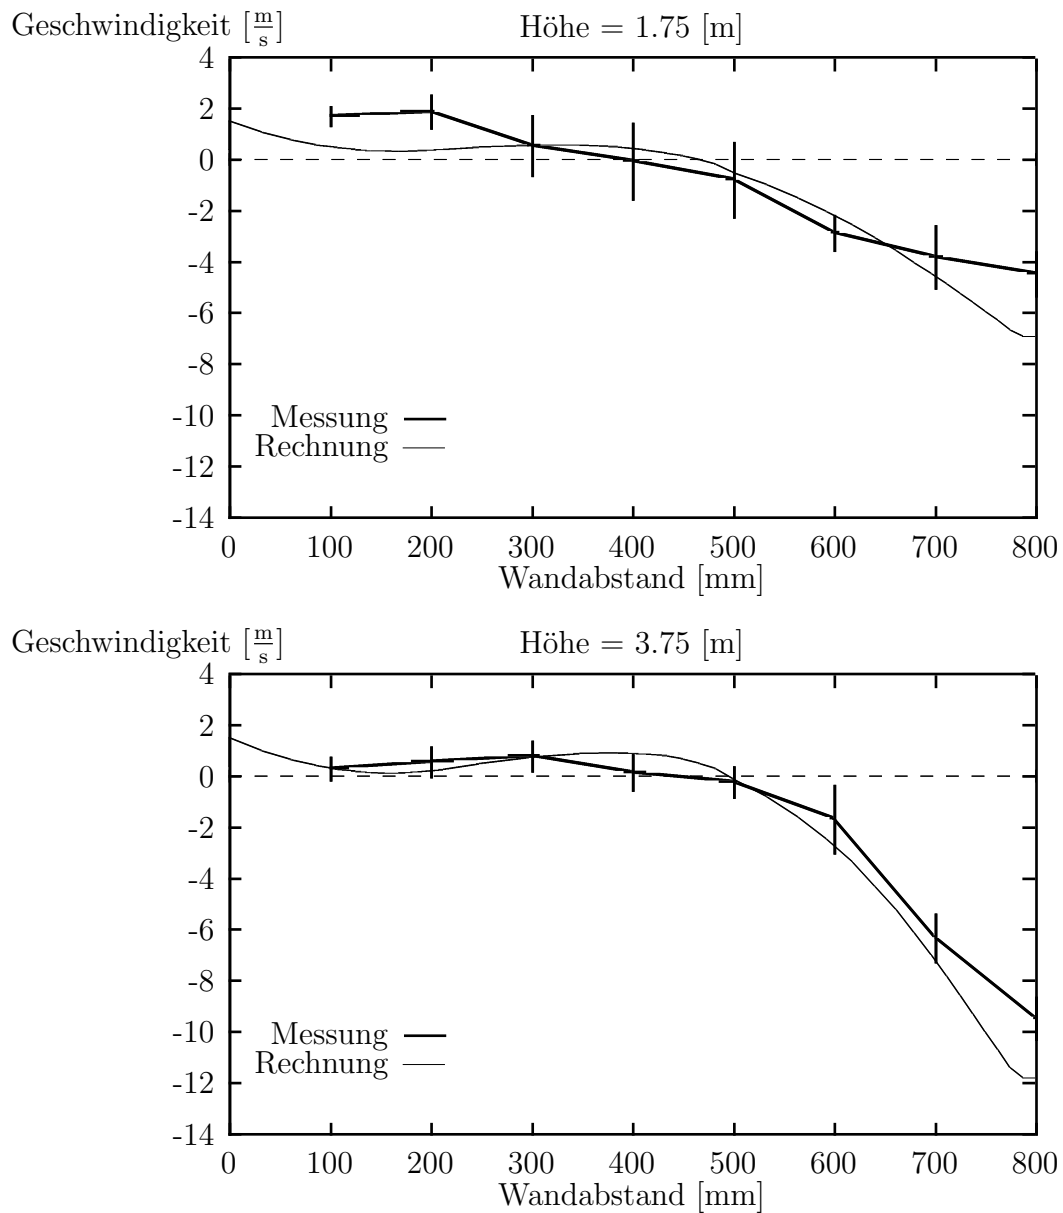 Geschwindigkeit [m/s] Höhe = 1.75 [m]
4
2
0
-2
-4
-6
-8
-10
-12
-14
Messung
Rechnung
0 100 200 300 400 500 600 700 800
Wandabstand [mm]
Geschwindigkeit [m/s] Höhe = 3.75 [m]
4
2
0
-2
-4
-6
-8
-10
-12
-14
Messung
Rechnung
0 100 200 300 400 500 600 700 800
Wandabstand [mm]